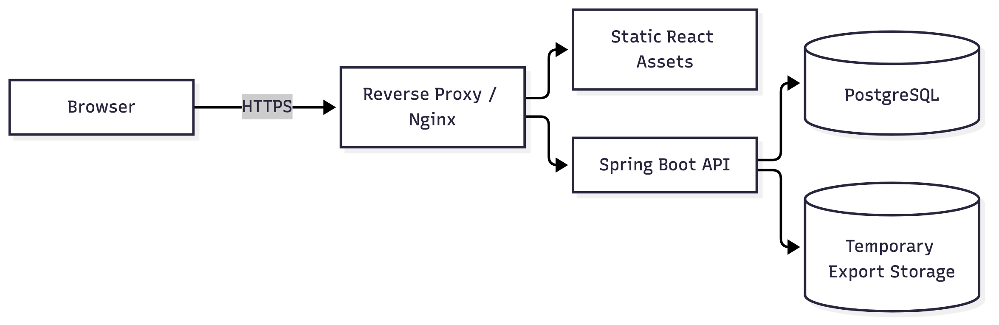 Browser
HTTPS
Reverse Proxy /
Nginx
Static React
Assets
Spring Boot API
PostgreSQL
Temporary
Export Storage